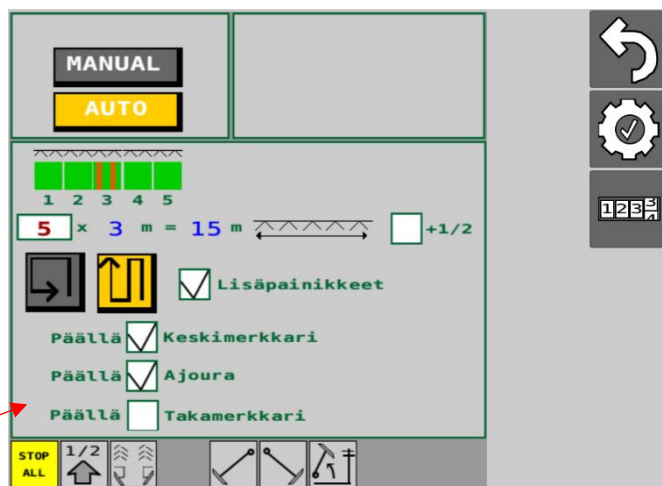 MANUAL
AUTO
1 2 3 4 5
5 x 3 m = 15 m +1/2
Lisäpainikkeet
Päällä Keskimerkkari
Päällä Ajoura
Päällä Takamerkkari
STOP ALL
1/2
123